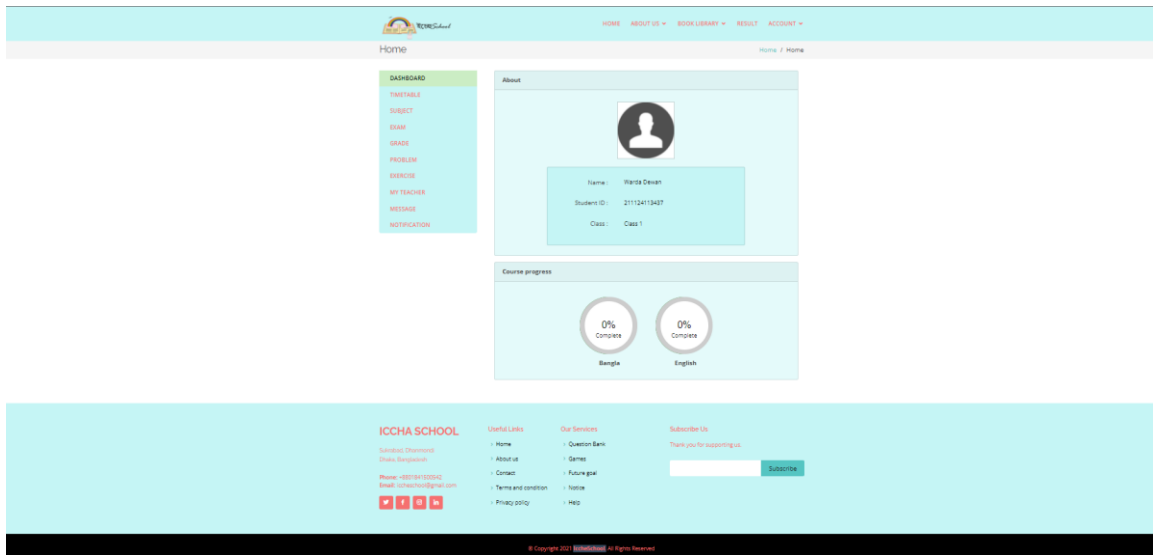 HOME ABOUT US BOOK LIBRARY RESULT ACCOUNT
Home
Home / Home
DASHBOARD
TIMETABLE
SUBJECT
EXAM
GRADE
PROBLEM
EXERCISE
MY TEACHER
MESSAGE
NOTIFICATION
About
Name : Warda Dewan
Student ID : 211124113437
Class : Class 1
Course progress
0%
Complete
Bangla
0%
Complete
English
ICCHA SCHOOL
Dhanmondi
Dhaka, Bangladesh
Phone:
Email: icchaschool@gmail.com
Useful Links
Home
About us
Contact
Terms and condition
Privacy policy
Our Services
Question Bank
Games
Future goal
Notice
Help
Subscribe Us
Thank you for supporting us.
Subscribe
© Copyright 2021 IcchaSchool. All Rights Reserved